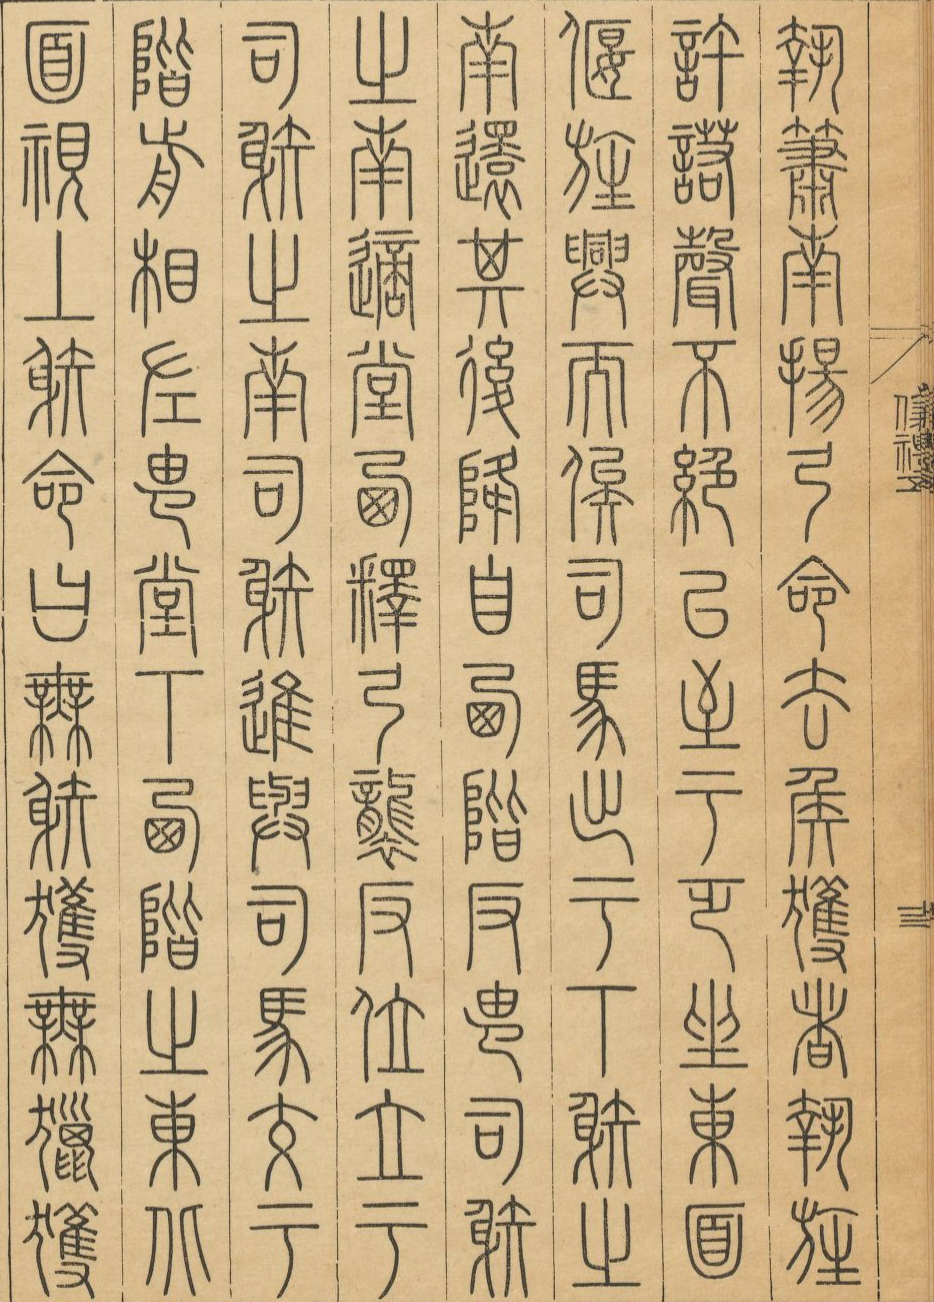 執簫南揚弓命去侯獲者執旌
許諾聲不絕以至于乏坐東面
偃旌興而俟司馬出于下射之
南還其後降自西階反由司射
之南適堂西釋弓襲反位立于
司射之南司射進與司馬交于
階前相左由堂下西階之東北
面視上射命曰無射獲無獵獲
儀禮五